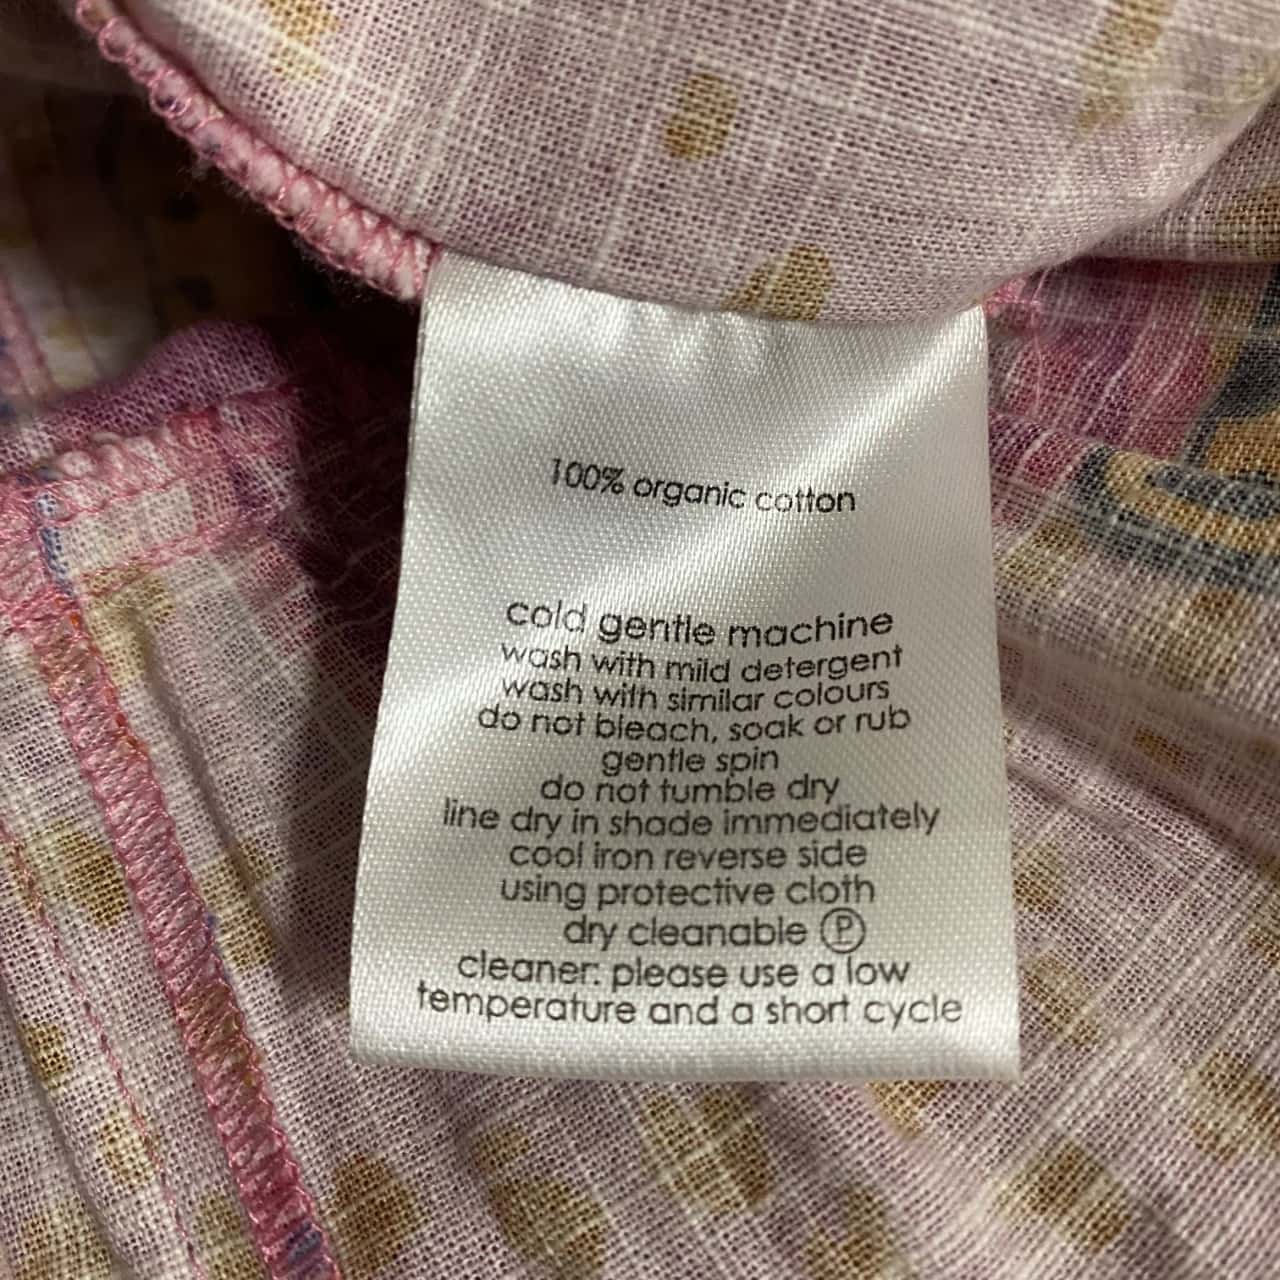 100% organic cotton
cold gentle machine
wash with mild detergent
wash with similar colours
do not bleach, soak or rub
gentle spin
do not tumble dry
line dry in shade immediately
cool iron reverse side
using protective cloth
dry cleanable Ⓟ
cleaner: please use a low
temperature and a short cycle